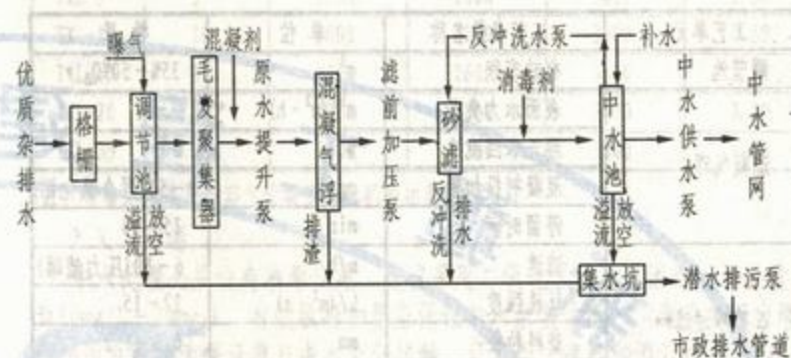 优质杂排水
格栅
曝气
调节池
溢流
放空
毛发聚集器
混凝剂
原水提升泵
混凝气浮
排渣
滤前加压泵
反冲洗水泵
砂滤
反冲洗
排水
消毒剂
补水
中水池
溢流
放空
中水供水泵
中水管网
集水坑
潜水排污泵
市政排水管道